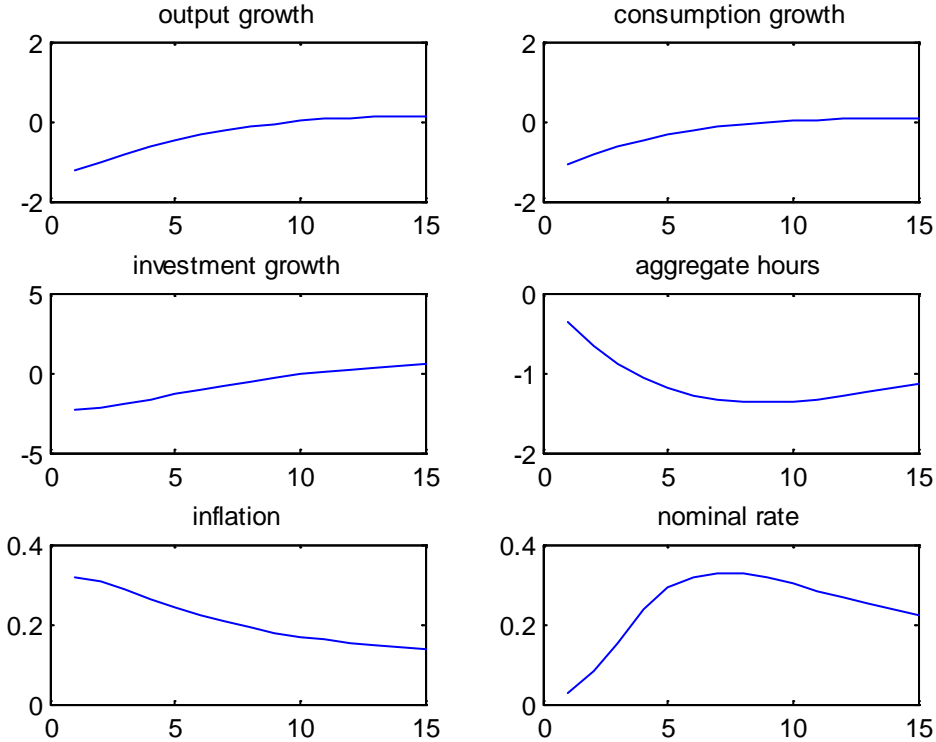 output growth
2
0
-2
0 5 10 15
consumption growth
2
0
-2
0 5 10 15
investment growth
5
0
-5
0 5 10 15
aggregate hours
0
-1
-2
0 5 10 15
inflation
0.4
0.2
0
0 5 10 15
nominal rate
0.4
0.2
0
0 5 10 15